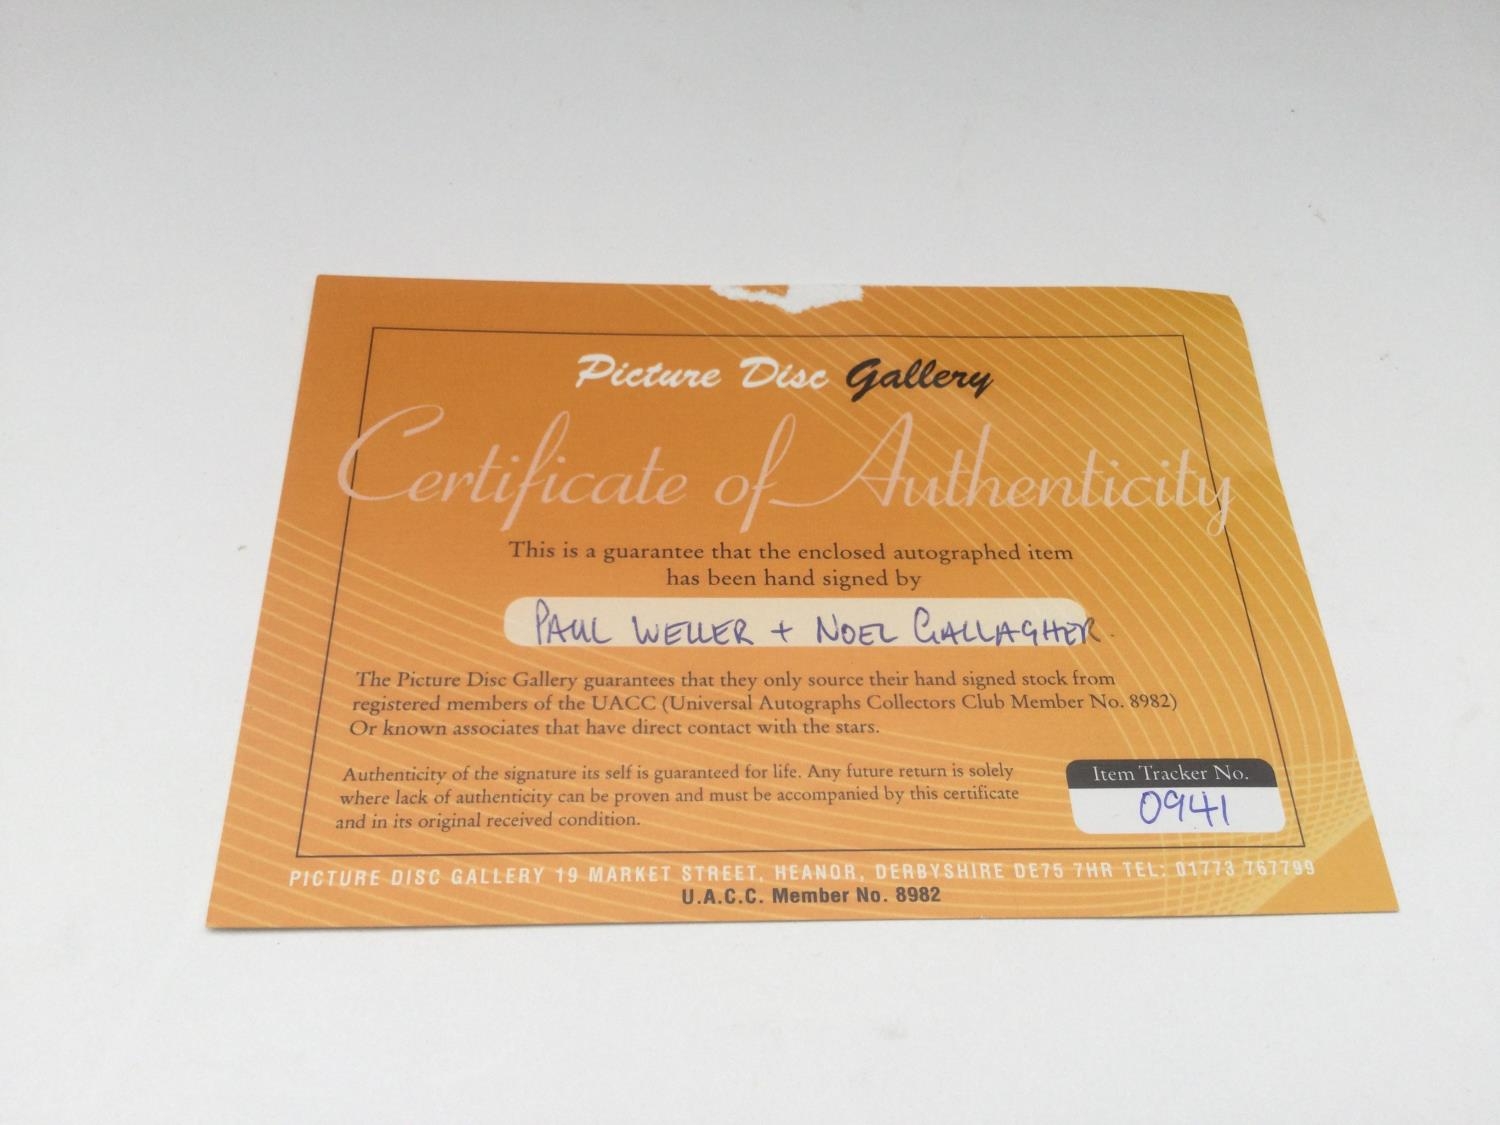 Picture Disc Gallery
Certificate of Authenticity
This is a guarantee that the enclosed autographed item
has been hand signed by
PAUL WELLER + NOEL GALLAGHER.
The Picture Disc Gallery guarantees that they only source their hand signed stock from
registered members of the UACC (Universal Autographs Collectors Club Member No. 8982)
Or known associates that have direct contact with the stars.
Authenticity of the signature its self is guaranteed for life. Any future return is solely
where lack of authenticity can be proven and must be accompanied by this certificate
and in its original received condition.
Item Tracker No.
0941
PICTURE DISC GALLERY 19 MARKET STREET, HEANOR, DERBYSHIRE DE75 7HR TEL: 01773 767799
U.A.C.C. Member No. 8982